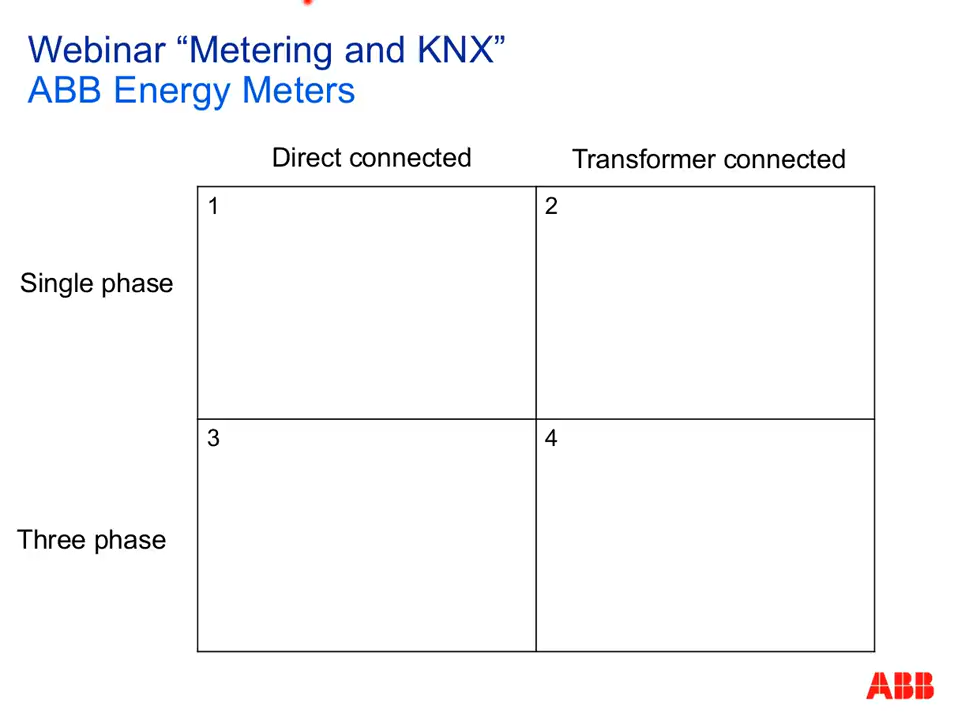 Webinar “Metering and KNX”
ABB Energy Meters
Direct connected
Transformer connected
1
2
Single phase
3
4
Three phase
ABB